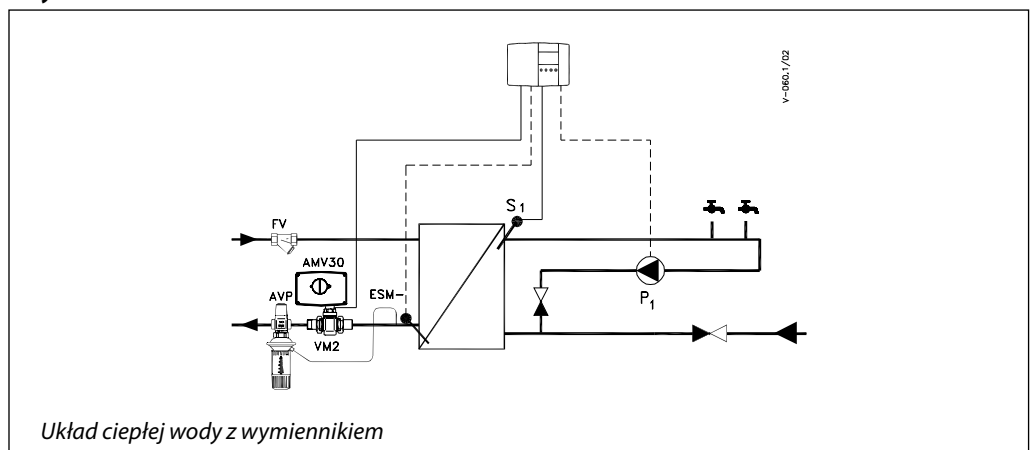 V-060.1/02
S1
FV
AMV30
AVP
ESM-
P1
VM2
Układ ciepłej wody z wymiennikiem